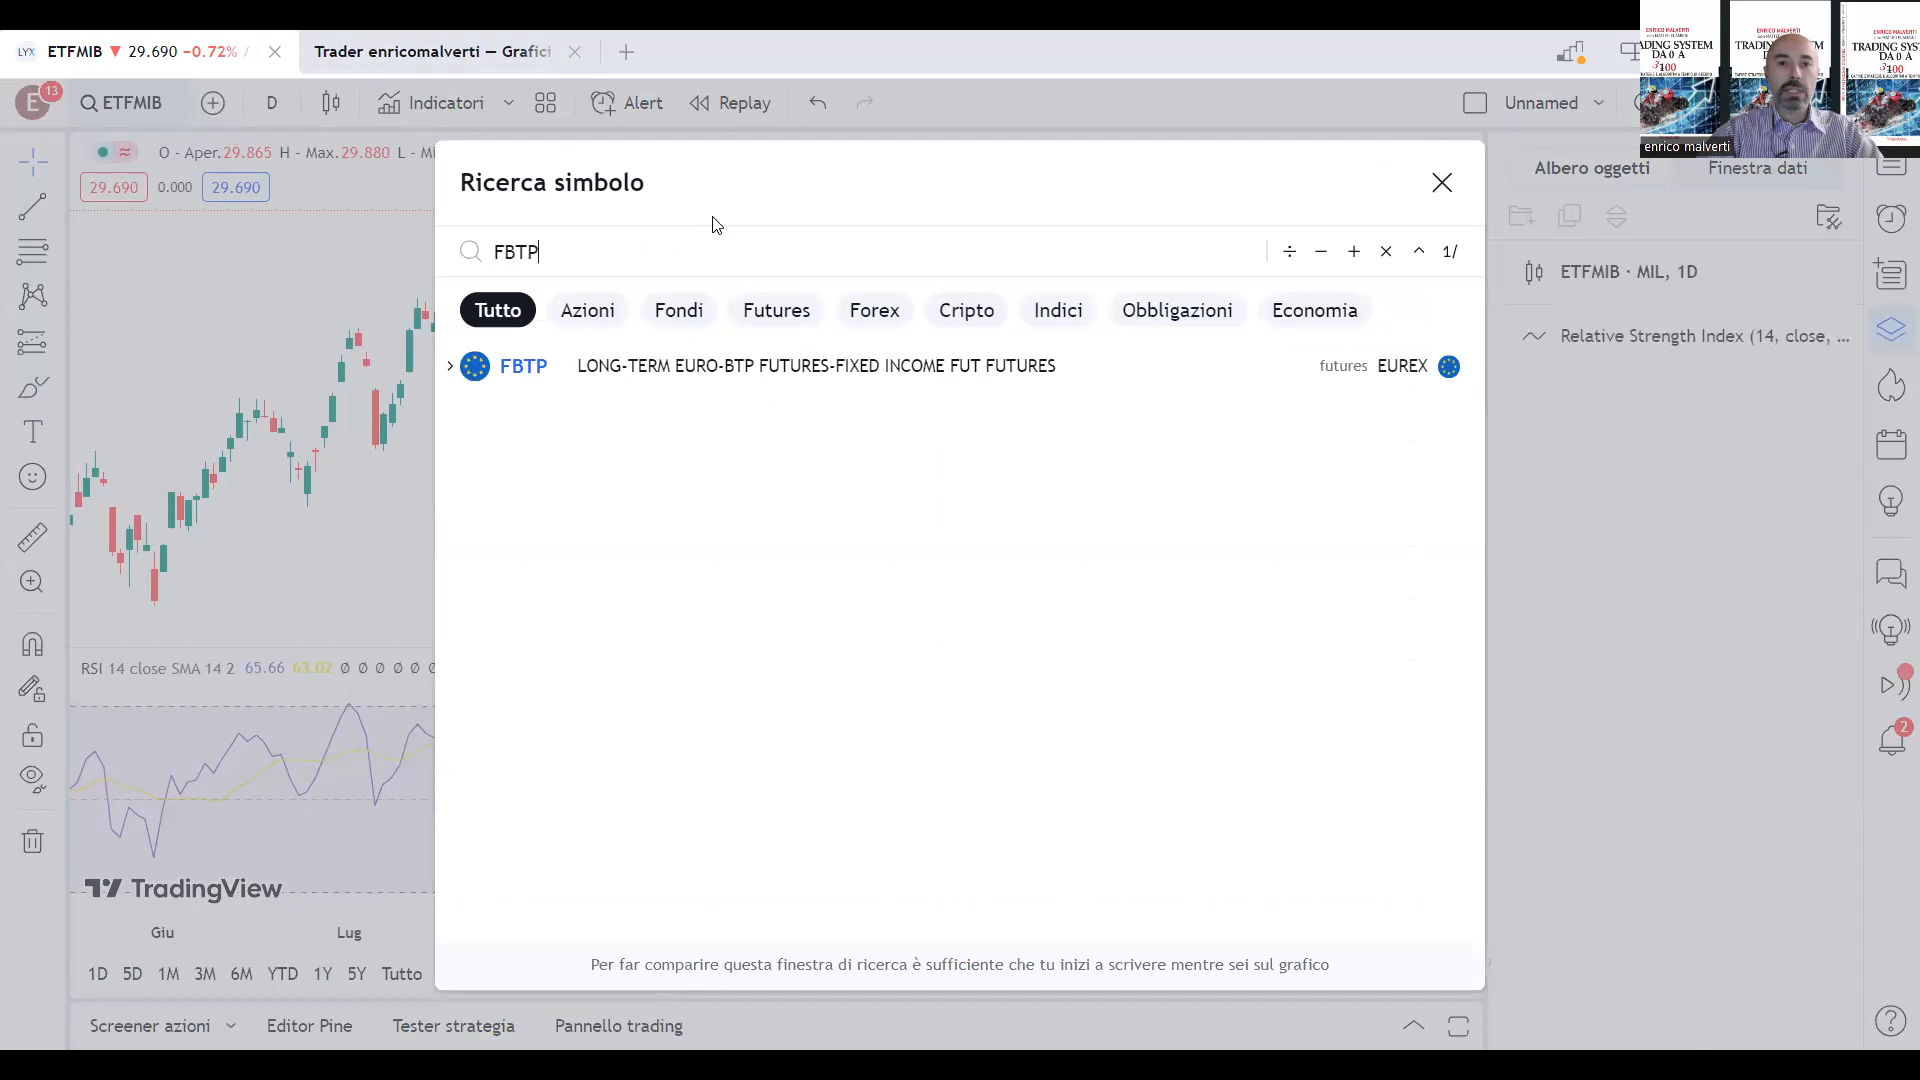 LYX ETFMIB ▼ 29.690 −0.72% /
Trader enricomalverti — Grafici
E 13
ETFMIB
D
Indicatori
Alert
Replay
Unnamed
ENRICO MALVERTI
TRADING SYSTEM
DA 0 A
100
enrico malverti
O - Aper.29.865 H - Max.29.880 L - Mi
29.690 0.000 29.690
Ricerca simbolo
FBTP
÷ − + × ^ 1/
Tutto Azioni Fondi Futures Forex Cripto Indici Obbligazioni Economia
FBTP LONG-TERM EURO-BTP FUTURES-FIXED INCOME FUT FUTURES futures EUREX
Per far comparire questa finestra di ricerca è sufficiente che tu inizi a scrivere mentre sei sul grafico
Albero oggetti Finestra dati
ETFMIB · MIL, 1D
Relative Strength Index (14, close, ...
2
RSI 14 close SMA 14 2 65.66 63.02 Ø Ø Ø Ø Ø Ø
TradingView
Giu Lug
1D 5D 1M 3M 6M YTD 1Y 5Y Tutto
Screener azioni Editor Pine Tester strategia Pannello trading